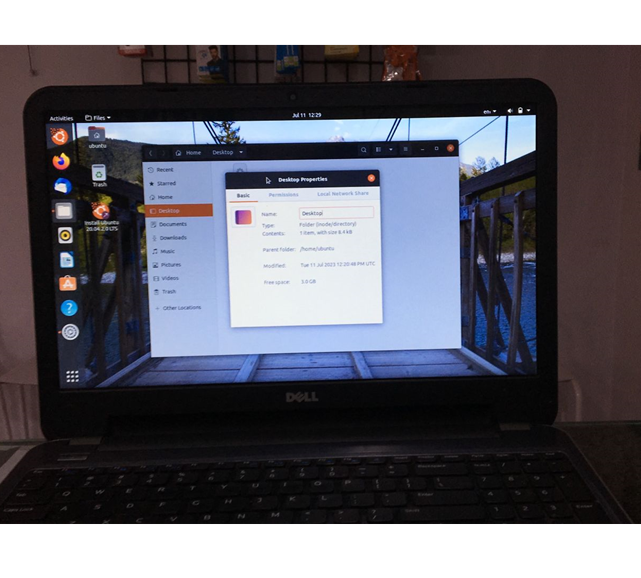 Activities
Files
Jul 11 12:29
en
ubuntu
Trash
Install Ubuntu
20.04.2.0 LTS
Home
Desktop
Recent
Starred
Home
Desktop
Documents
Downloads
Music
Pictures
Videos
Trash
Other Locations
Desktop Properties
Basic
Permissions
Local Network Share
Name:
Desktop
Type:
Folder (inode/directory)
Contents:
1 item, with size 8.4 kB
Parent folder:
/home/ubuntu
Modified:
Tue 11 Jul 2023 12:20:48 PM UTC
Free space:
2.0 GB
DELL
Q W E R T Y U I O P